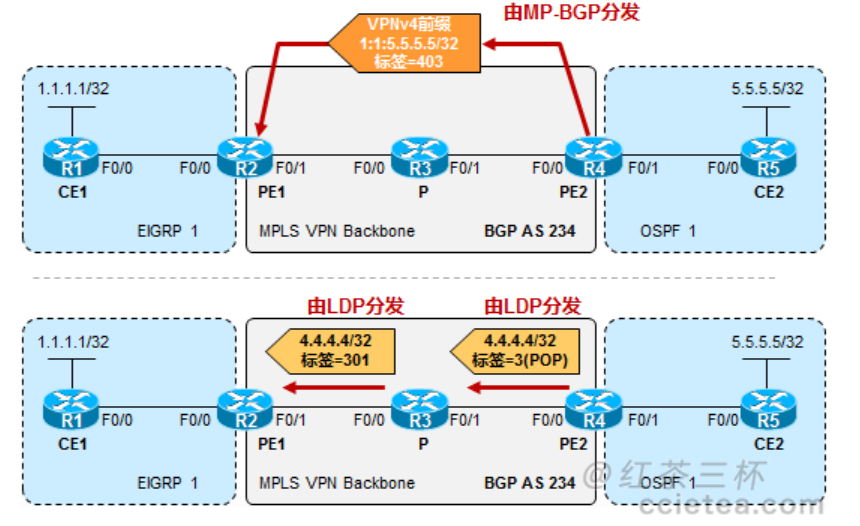 由MP-BGP分发
VPNv4前缀
1:1:5.5.5.5/32
标签=403
1.1.1.1/32
5.5.5.5/32
R1 F0/0 F0/0 R2 F0/1 F0/0 R3 F0/1 F0/0 R4 F0/1 F0/0 R5
CE1 PE1 P PE2 CE2
EIGRP 1 MPLS VPN Backbone BGP AS 234 OSPF 1
由LDP分发 由LDP分发
4.4.4.4/32 4.4.4.4/32
标签=301 标签=3(POP)
1.1.1.1/32 5.5.5.5/32
R1 F0/0 F0/0 R2 F0/1 F0/0 R3 F0/1 F0/0 R4 F0/1 F0/0 R5
CE1 PE1 P PE2 CE2
EIGRP 1 MPLS VPN Backbone BGP AS 234 OSPF 1
@红茶三杯
ccietea.com